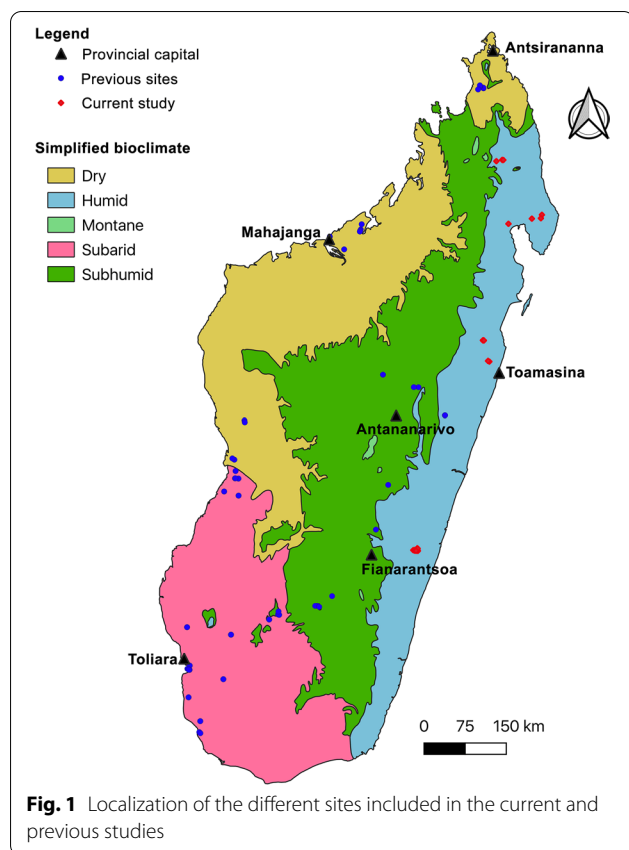 Legend
Provincial capital
Previous sites
Current study
Simplified bioclimate
Dry
Humid
Montane
Subarid
Subhumid
Antsirananna
Mahajanga
Toamasina
Antananarivo
Fianarantsoa
Toliara
0 75 150 km
Fig. 1 Localization of the different sites included in the current and
previous studies